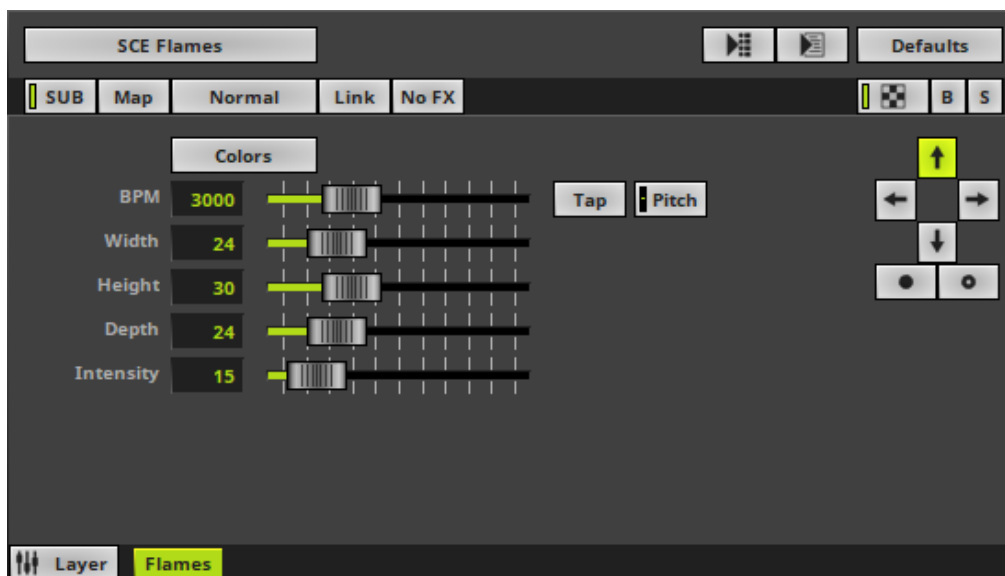 SCE Flames Defaults
SUB Map Normal Link No FX B S
Colors
BPM 3000 Tap Pitch
Width 24
Height 30
Depth 24
Intensity 15
Layer Flames